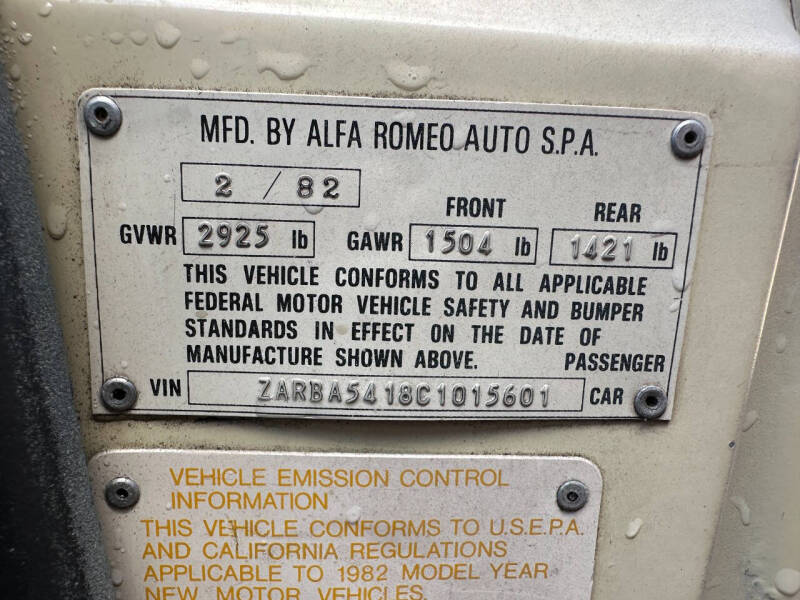 MFD. BY ALFA ROMEO AUTO S.P.A.
2 / 82
FRONT REAR
GVWR 2925 lb GAWR 1504 lb 1421 lb
THIS VEHICLE CONFORMS TO ALL APPLICABLE
FEDERAL MOTOR VEHICLE SAFETY AND BUMPER
STANDARDS IN EFFECT ON THE DATE OF
MANUFACTURE SHOWN ABOVE. PASSENGER
VIN ZARBA5418C1015601 CAR
VEHICLE EMISSION CONTROL
INFORMATION
THIS VEHICLE CONFORMS TO U.S.E.P.A.
AND CALIFORNIA REGULATIONS
APPLICABLE TO 1982 MODEL YEAR
NEW MOTOR VEHICLES.